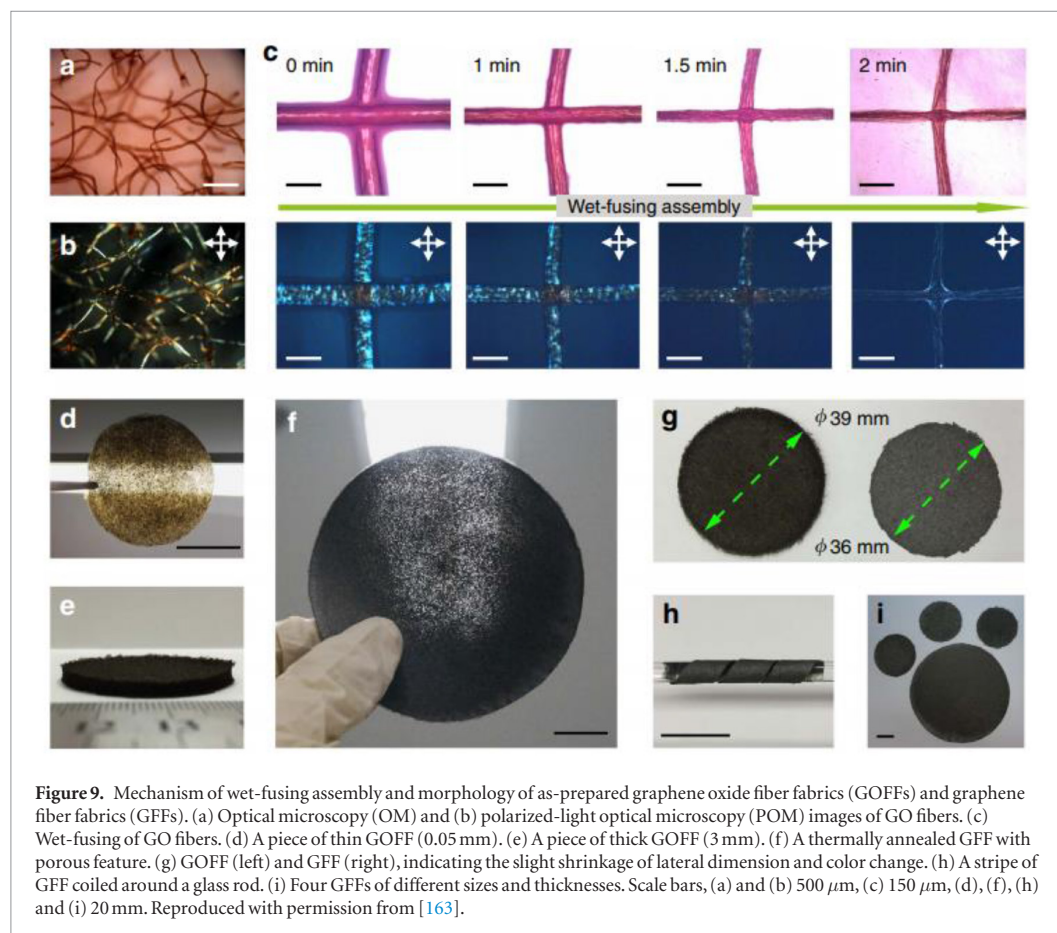 a
c
0 min
1 min
1.5 min
2 min
Wet-fusing assembly
b
d
f
g
ϕ 39 mm
ϕ 36 mm
e
h
i
Figure 9. Mechanism of wet-fusing assembly and morphology of as-prepared graphene oxide fiber fabrics (GOFFs) and graphene
fiber fabrics (GFFs). (a) Optical microscopy (OM) and (b) polarized-light optical microscopy (POM) images of GO fibers. (c)
Wet-fusing of GO fibers. (d) A piece of thin GOFF (0.05 mm). (e) A piece of thick GOFF (3 mm). (f) A thermally annealed GFF with
porous feature. (g) GOFF (left) and GFF (right), indicating the slight shrinkage of lateral dimension and color change. (h) A stripe of
GFF coiled around a glass rod. (i) Four GFFs of different sizes and thicknesses. Scale bars, (a) and (b) 500 μm, (c) 150 μm, (d), (f), (h)
and (i) 20 mm. Reproduced with permission from [163].